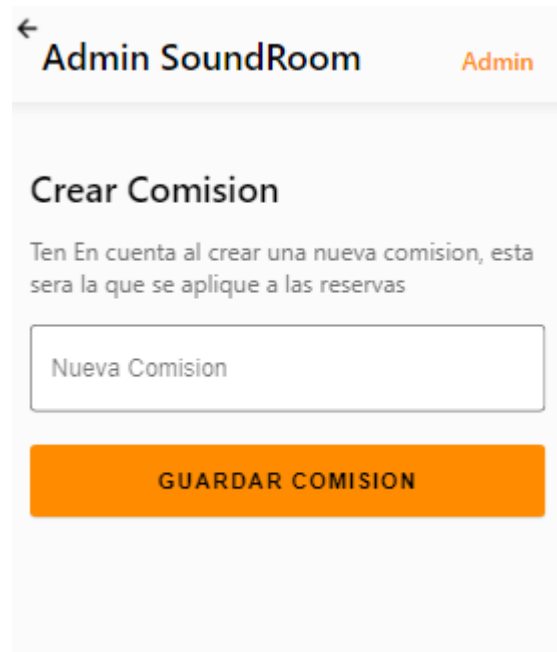 Admin SoundRoom
Admin
Crear Comision
Ten En cuenta al crear una nueva comision, esta
sera la que se aplique a las reservas
Nueva Comision
GUARDAR COMISION